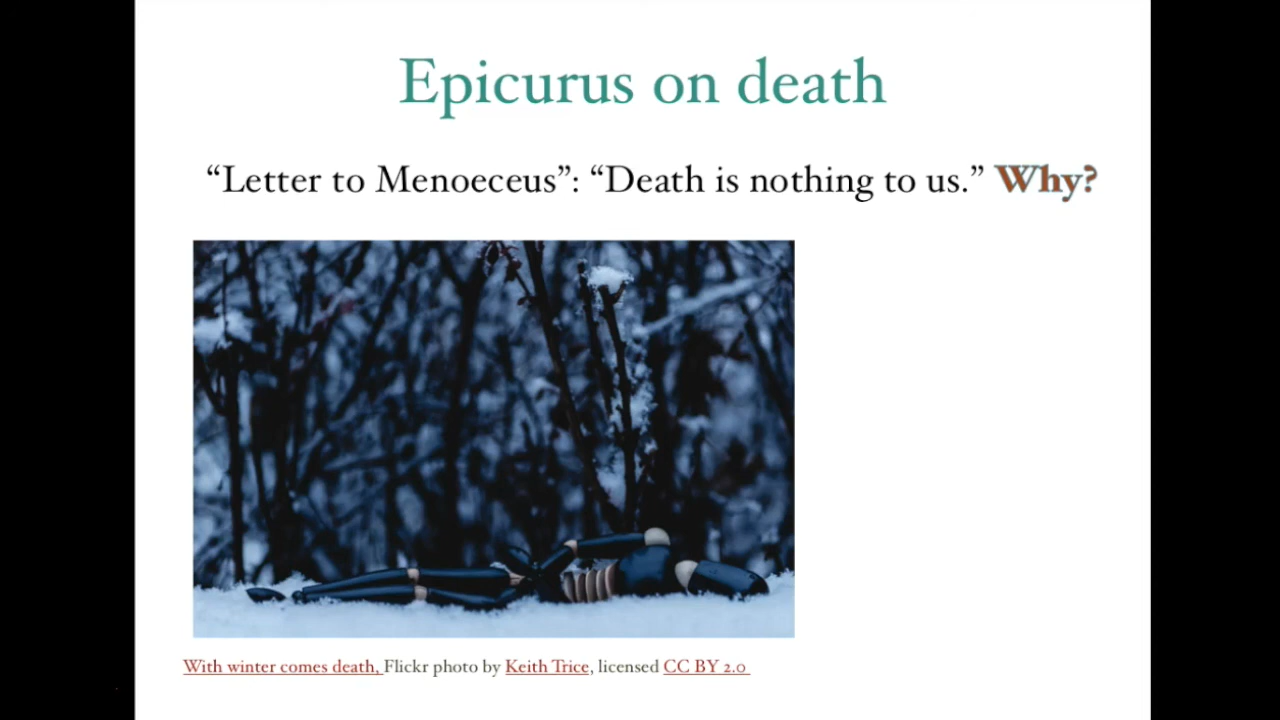 Epicurus on death
“Letter to Menoeceus”: “Death is nothing to us.” Why?
With winter comes death, Flickr photo by Keith Trice, licensed CC BY 2.0